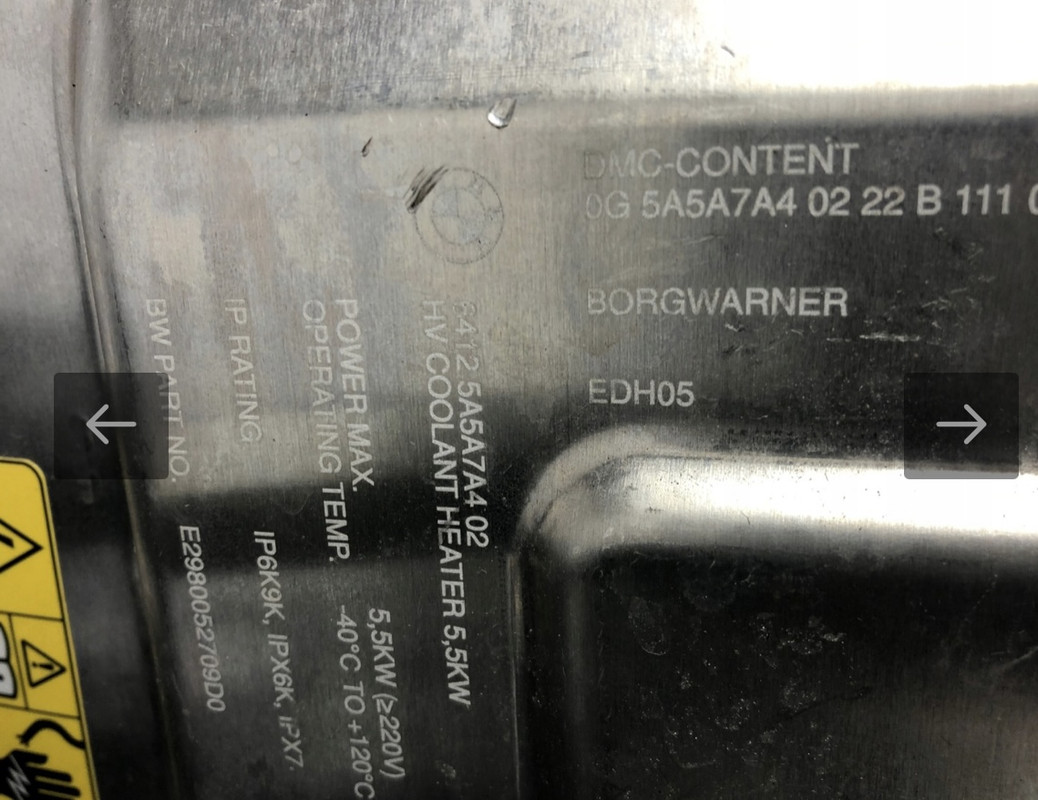 DMC-CONTENT
0G 5A5A7A4 02 22 B 111
BORGWARNER
EDH05
6412 5A5A7A4 02
HV COOLANT HEATER 5,5KW
POWER MAX. 5,5KW (≥220V)
OPERATING TEMP. -40°C TO +120°C
IP RATING IP6K9K, IPX6K, IPX7
BW PART NO. E2980052709D0